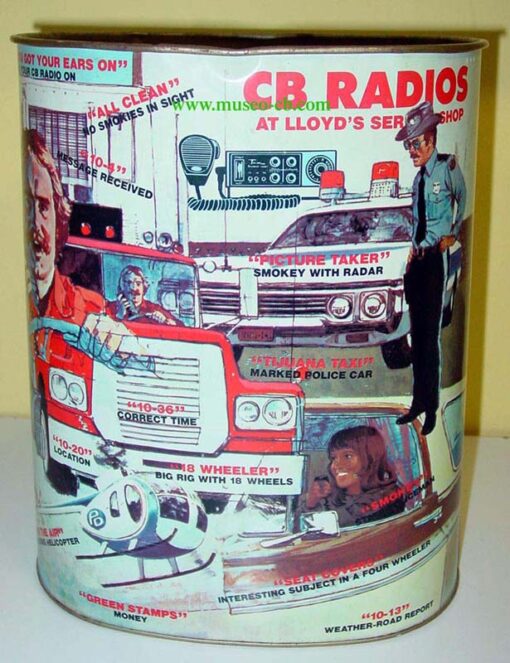 GOT YOUR EARS ON"
YOUR CB RADIO ON
"ALL CLEAN"
NO SMOKIES IN SIGHT
www.museo-cb.com
CB RADIOS
AT LLOYD'S SHOP
"10-4"
MESSAGE RECEIVED
"PICTURE TAKER"
SMOKEY WITH RADAR
"TIJUANA TAXI"
MARKED POLICE CAR
"10-36"
CORRECT TIME
"10-20"
LOCATION
"18 WHEELER"
BIG RIG WITH 18 WHEELS
"SMOKEY
THE AIR"
HELICOPTER
"SEAT COVERS"
INTERESTING SUBJECT IN A FOUR WHEELER
"GREEN STAMPS"
MONEY
"10-13"
WEATHER-ROAD REPORT